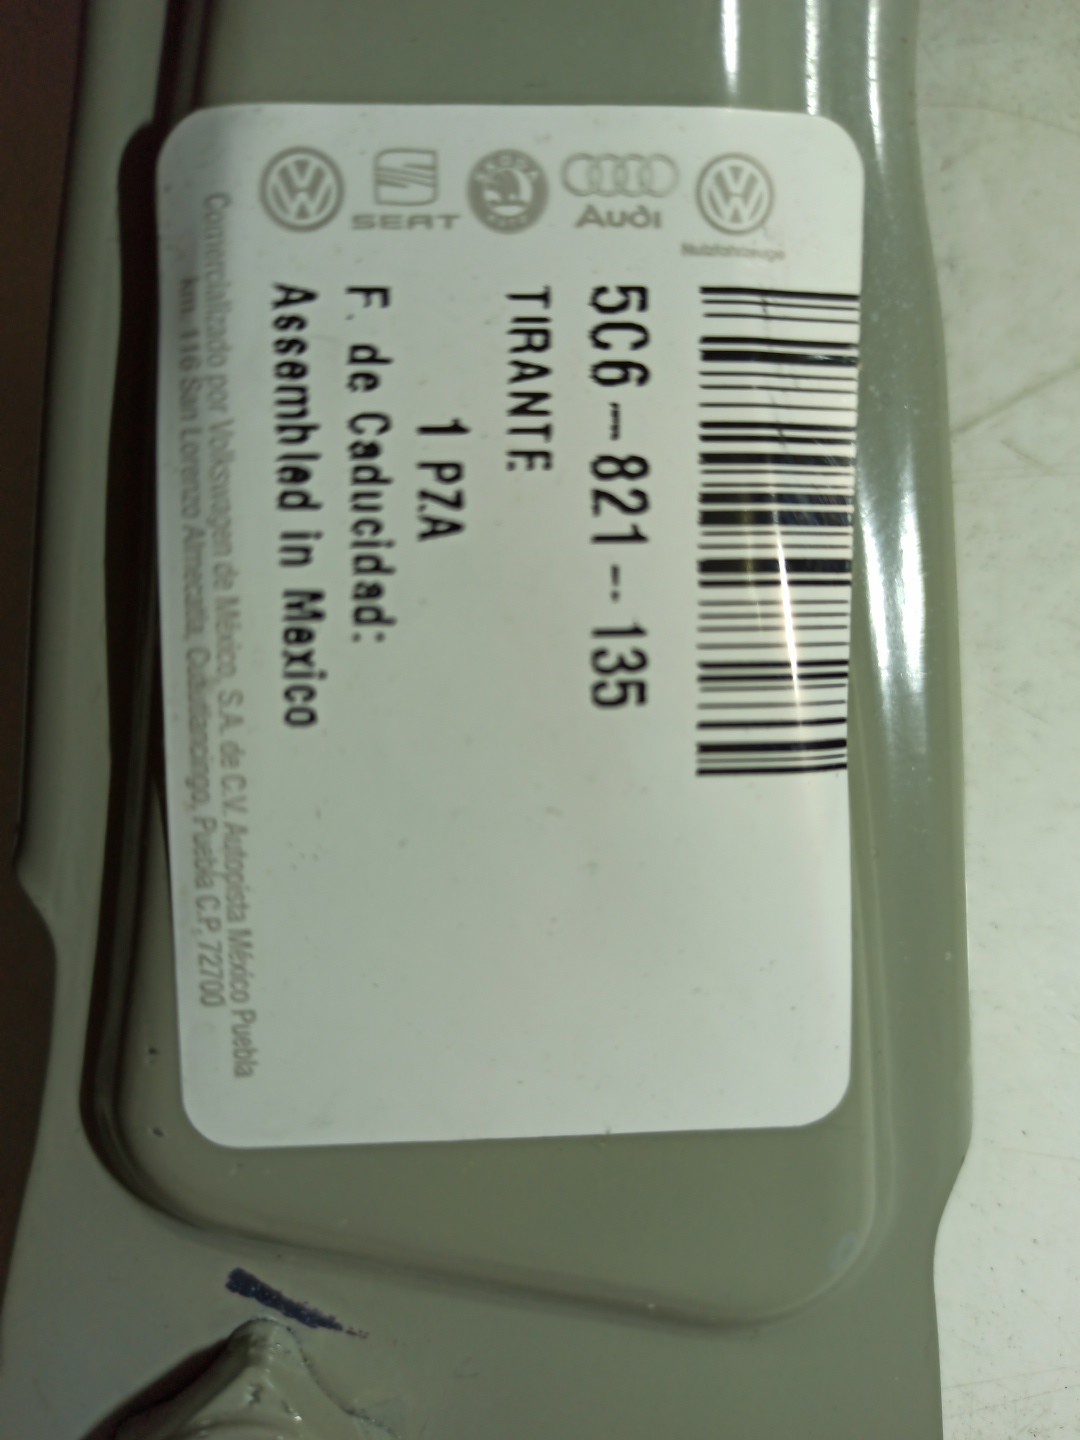 SEAT
Audi
Nutzfahrzeuge
5C6-821--135
TIRANTE
1 PZA
F. de Caducidad:
Assembled in Mexico
Comercializado por Volkswagen de México, S.A. de C.V. Autopista México Puebla
km. 116 San Lorenzo Almecatla, Cuautlancingo, Puebla C.P. 72700